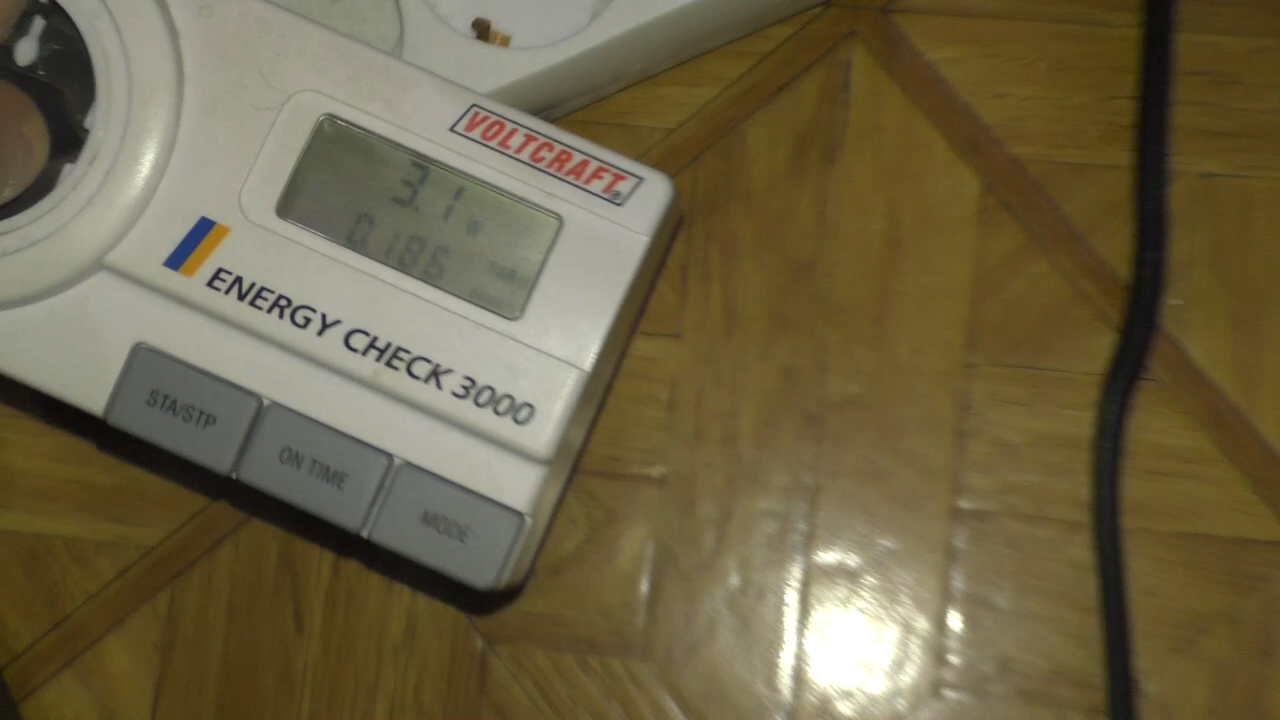 VOLTCRAFT®
3.1 W
0.186
ENERGY CHECK 3000
STA/STP
ON TIME
MODE